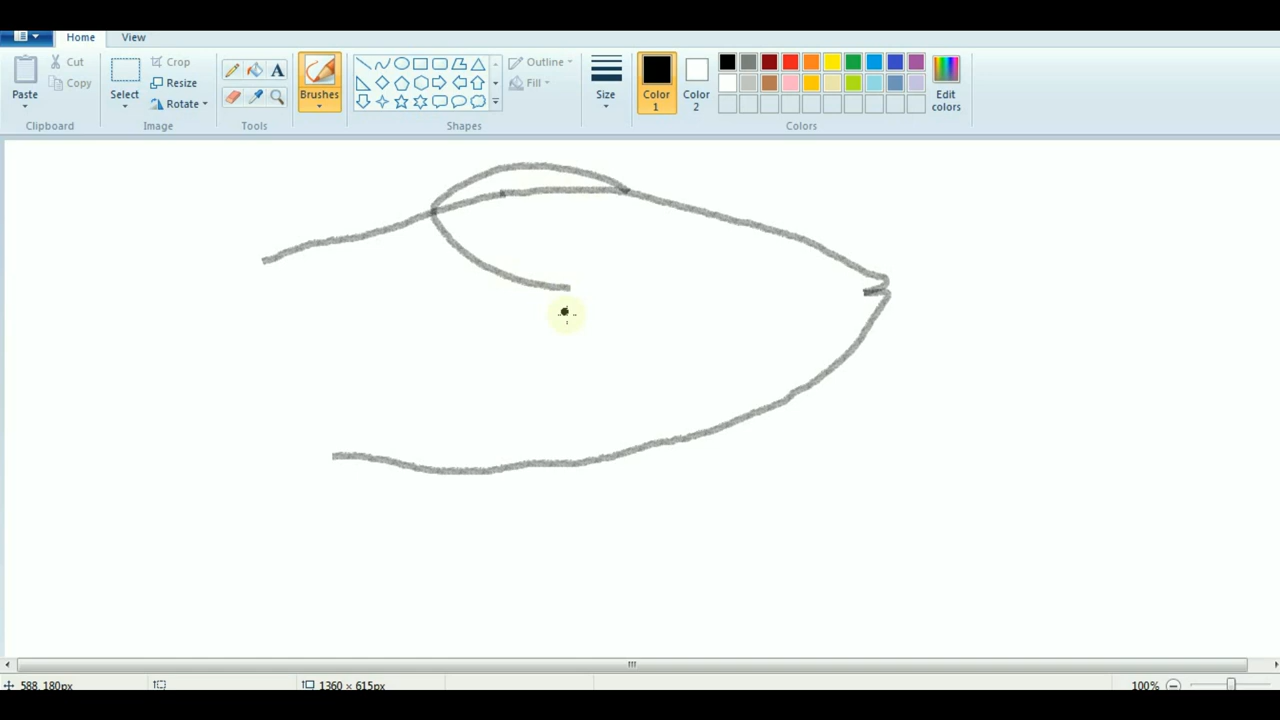 Home View
Paste
Cut
Copy
Clipboard
Select
Crop
Resize
Rotate
Image
Tools
Brushes
Shapes
Outline
Fill
Size
Color 1
Color 2
Edit colors
Colors
588, 180px
1360 × 615px
100%